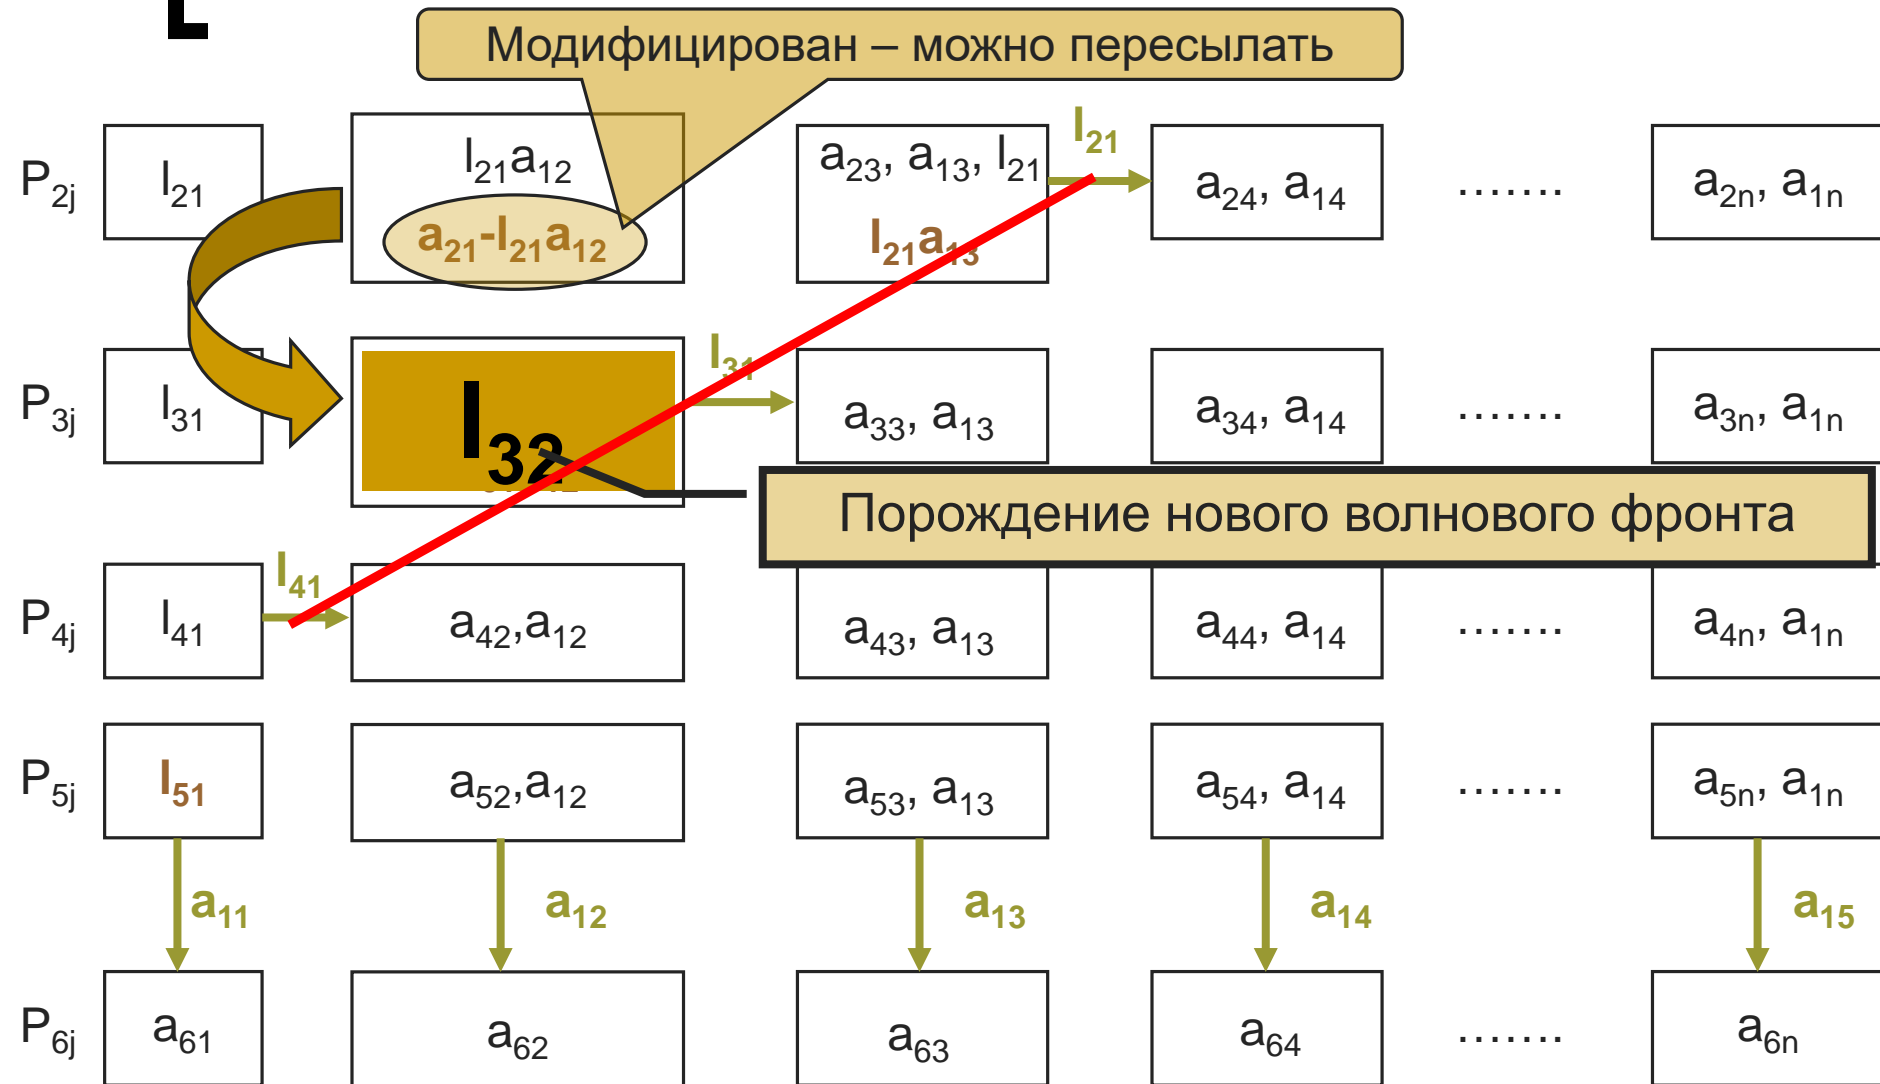 L
Модифицирован – можно пересылать
P2j l21 l21a12 a23, a13, l21 l21 a24, a14 ....... a2n, a1n
a21-l21a12 l21a13
P3j l31 l32 l31 a33, a13 a34, a14 ....... a3n, a1n
Порождение нового волнового фронта
P4j l41 l41 a42,a12 a43, a13 a44, a14 ....... a4n, a1n
P5j l51 a52,a12 a53, a13 a54, a14 ....... a5n, a1n
a11 a12 a13 a14 a15
P6j a61 a62 a63 a64 ....... a6n